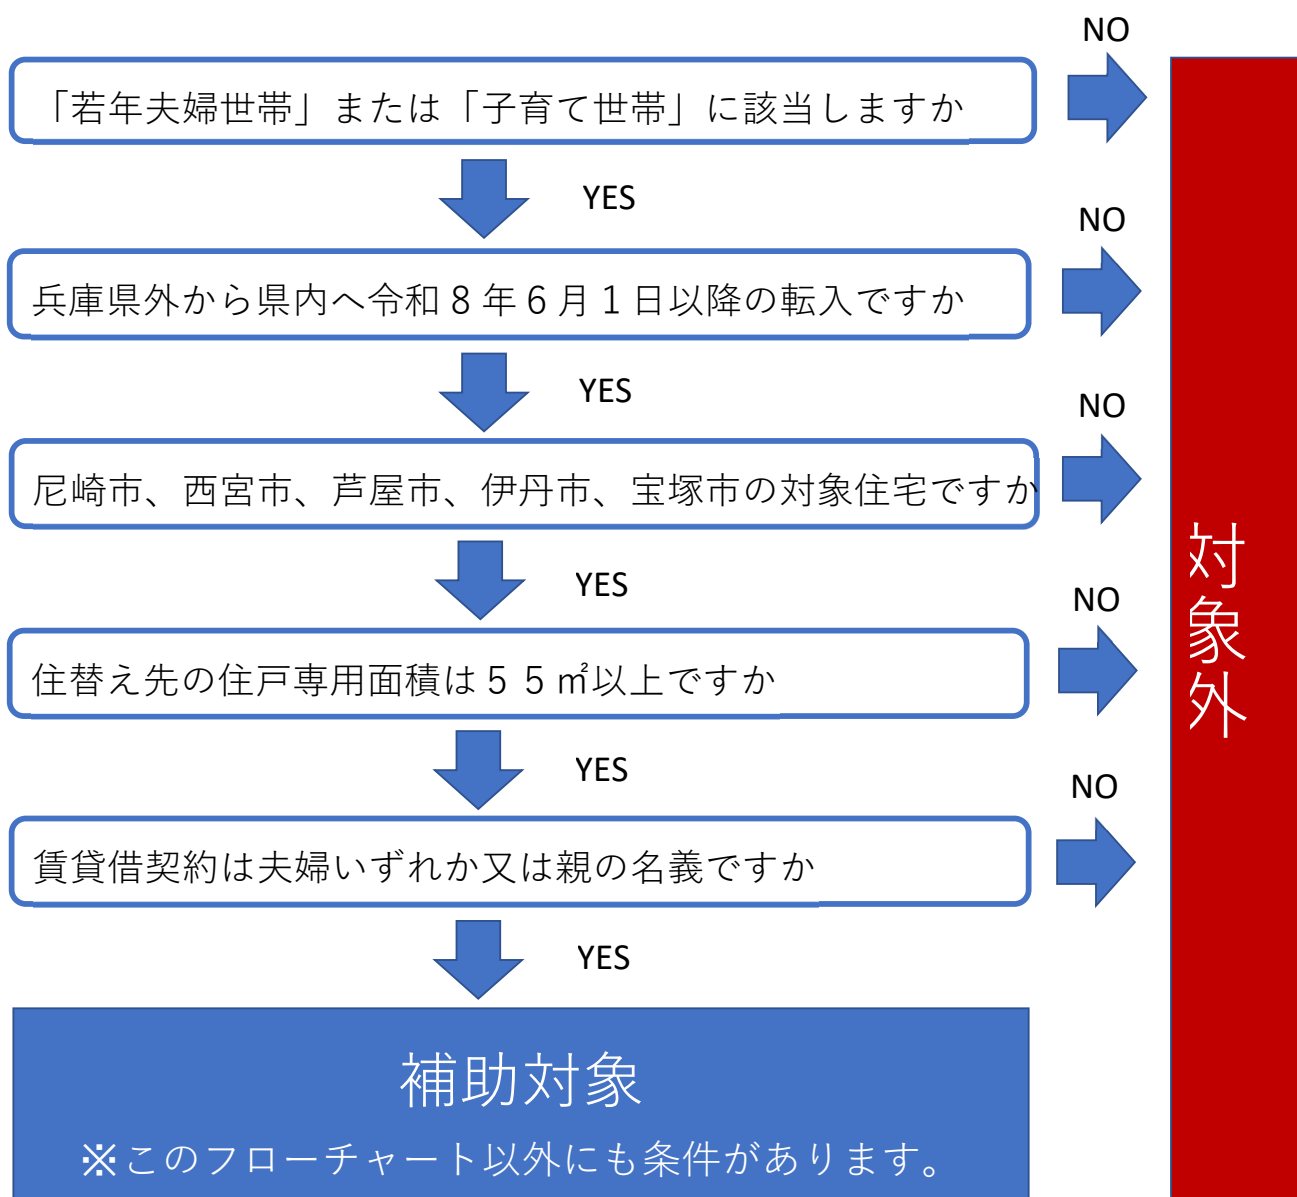 NO
「若年夫婦世帯」または「子育て世帯」に該当しますか
YES
NO
兵庫県外から県内へ令和８年６月１日以降の転入ですか
YES
NO
尼崎市、西宮市、芦屋市、伊丹市、宝塚市の対象住宅ですか
YES
NO
住替え先の住戸専用面積は５５㎡以上ですか
YES
NO
賃貸借契約は夫婦いずれか又は親の名義ですか
YES
対象外
補助対象
※このフローチャート以外にも条件があります。